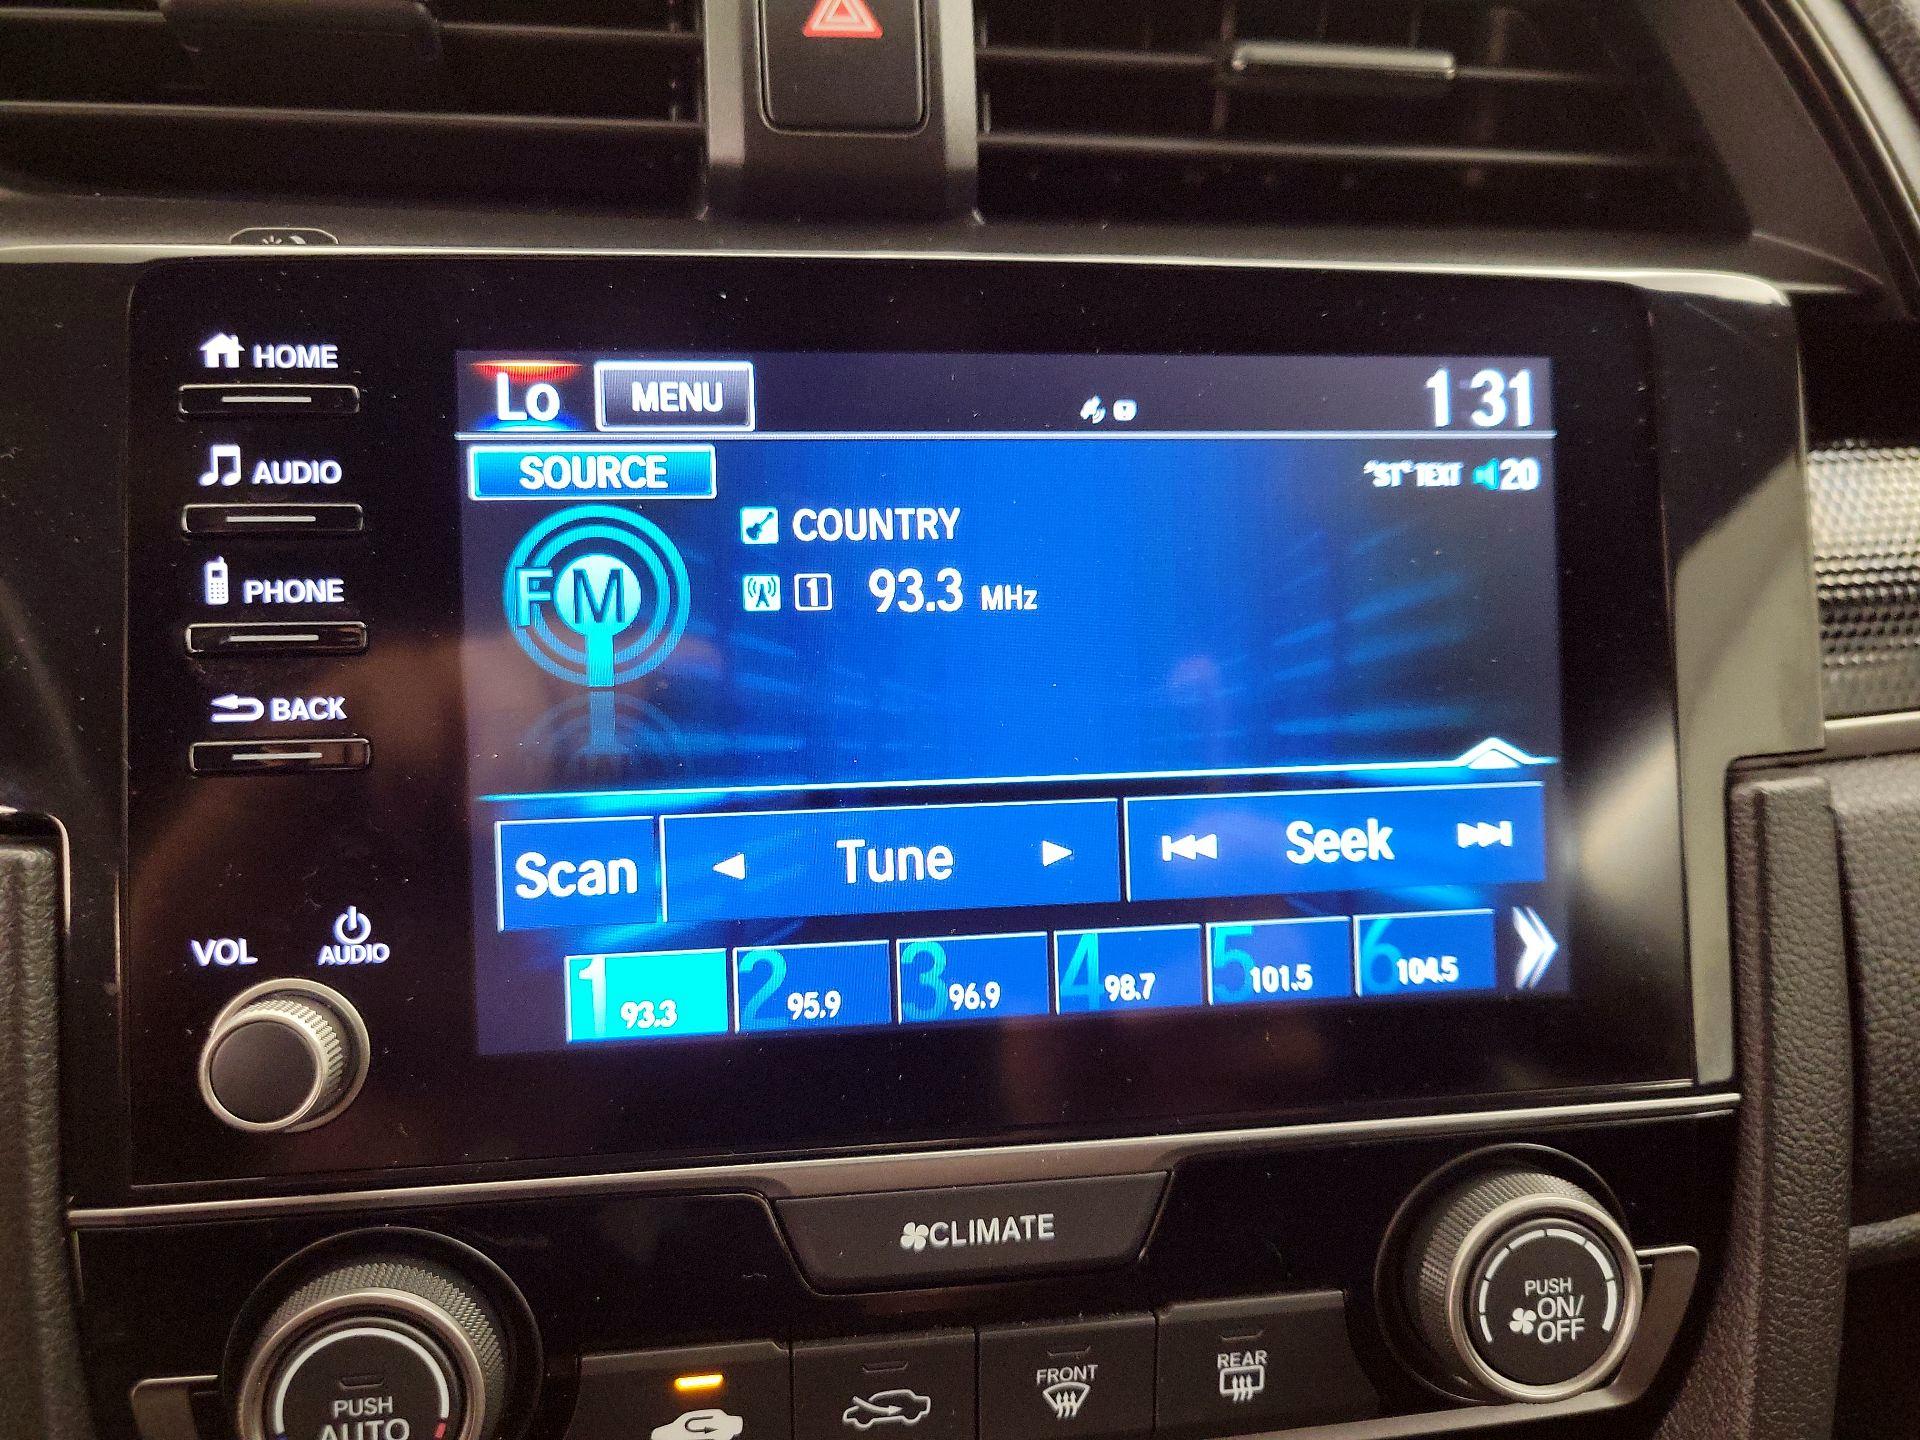 HOME
AUDIO
PHONE
BACK
VOL
AUDIO
Lo MENU 1 31
SOURCE "ST" TEXT 20
COUNTRY
FM
1 93.3 MHz
Scan Tune Seek
1 93.3 2 95.9 3 96.9 4 98.7 5 101.5 6 104.5
CLIMATE
PUSH
AUTO
FRONT
REAR
PUSH
ON/
OFF